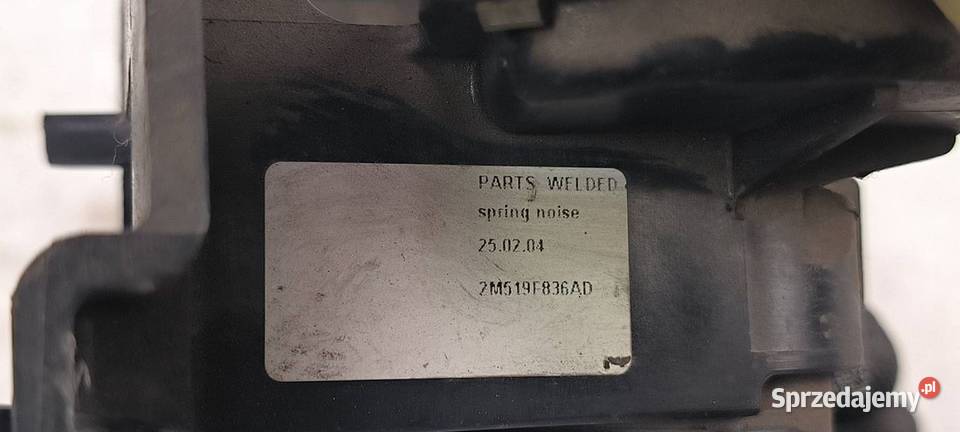 PARTS WELDED
spring noise
25.02.04
2M519F836AD
Sprzedajemy.pl